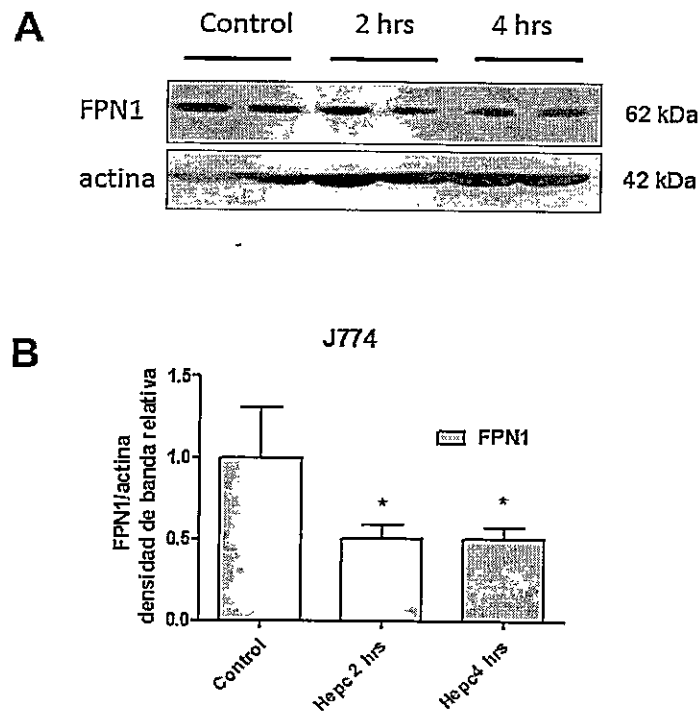 A
Control 2 hrs 4 hrs
FPN1 62 kDa
actina 42 kDa
B
J774
FPN1/actina
densidad de banda relativa
1.5
1.0
0.5
0.0
FPN1
* *
Control Hepc 2 hrs Hepc4 hrs